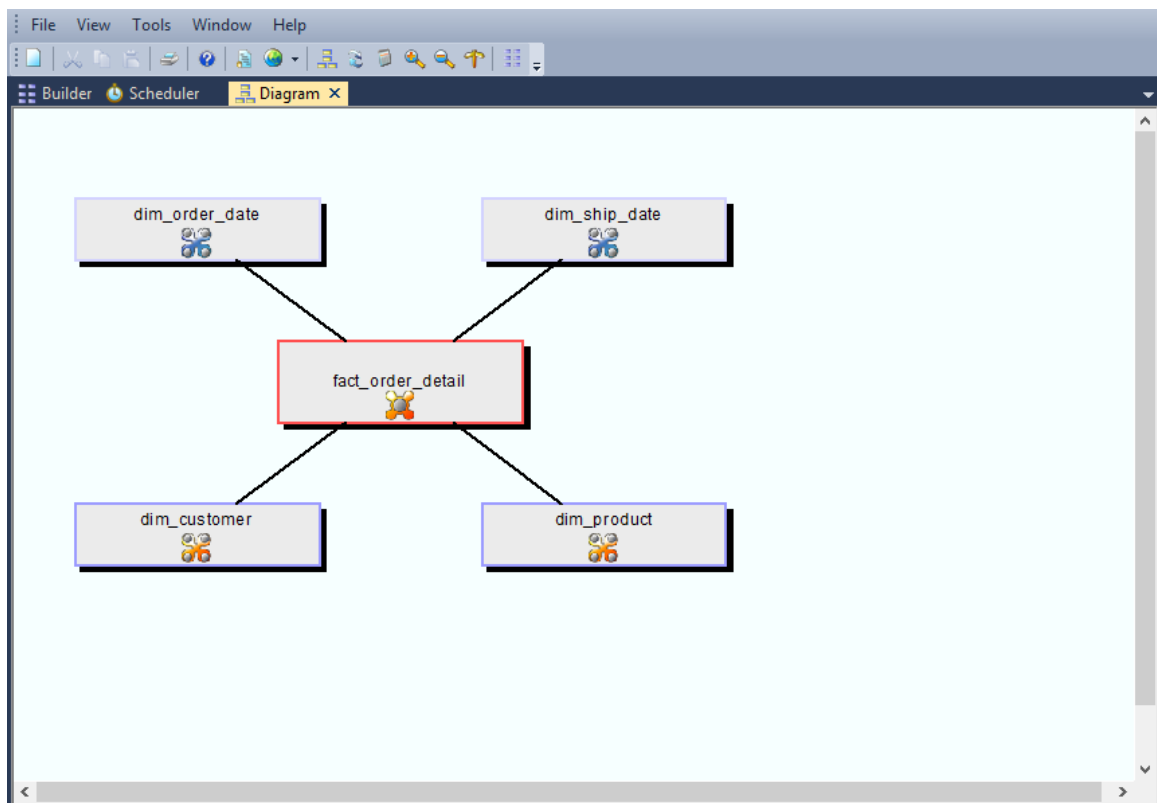 File View Tools Window Help
Builder Scheduler Diagram
dim_order_date dim_ship_date
fact_order_detail
dim_customer dim_product